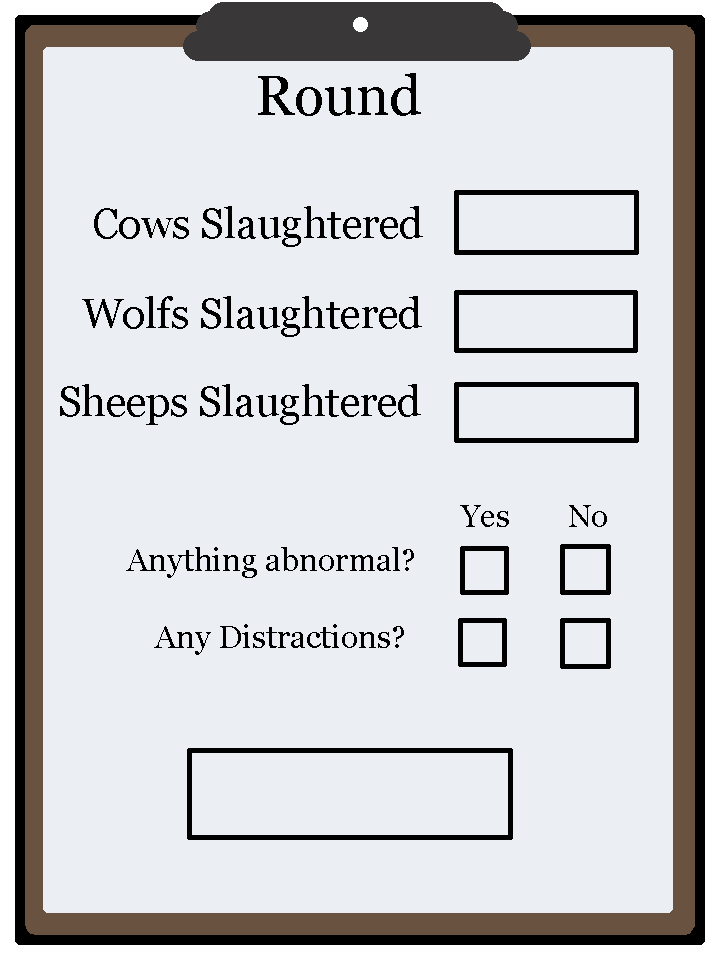 Round
Cows Slaughtered
Wolfs Slaughtered
Sheeps Slaughtered
Yes No
Anything abnormal?
Any Distractions?